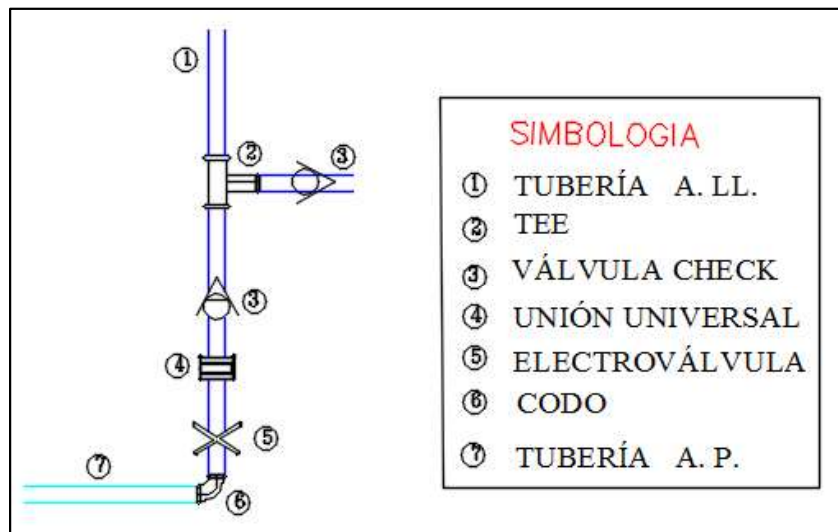 ①
②
③
③
④
⑤
⑦
⑥
SIMBOLOGIA
① TUBERÍA A. LL.
② TEE
③ VÁLVULA CHECK
④ UNIÓN UNIVERSAL
⑤ ELECTROVÁLVULA
⑥ CODO
⑦ TUBERÍA A. P.